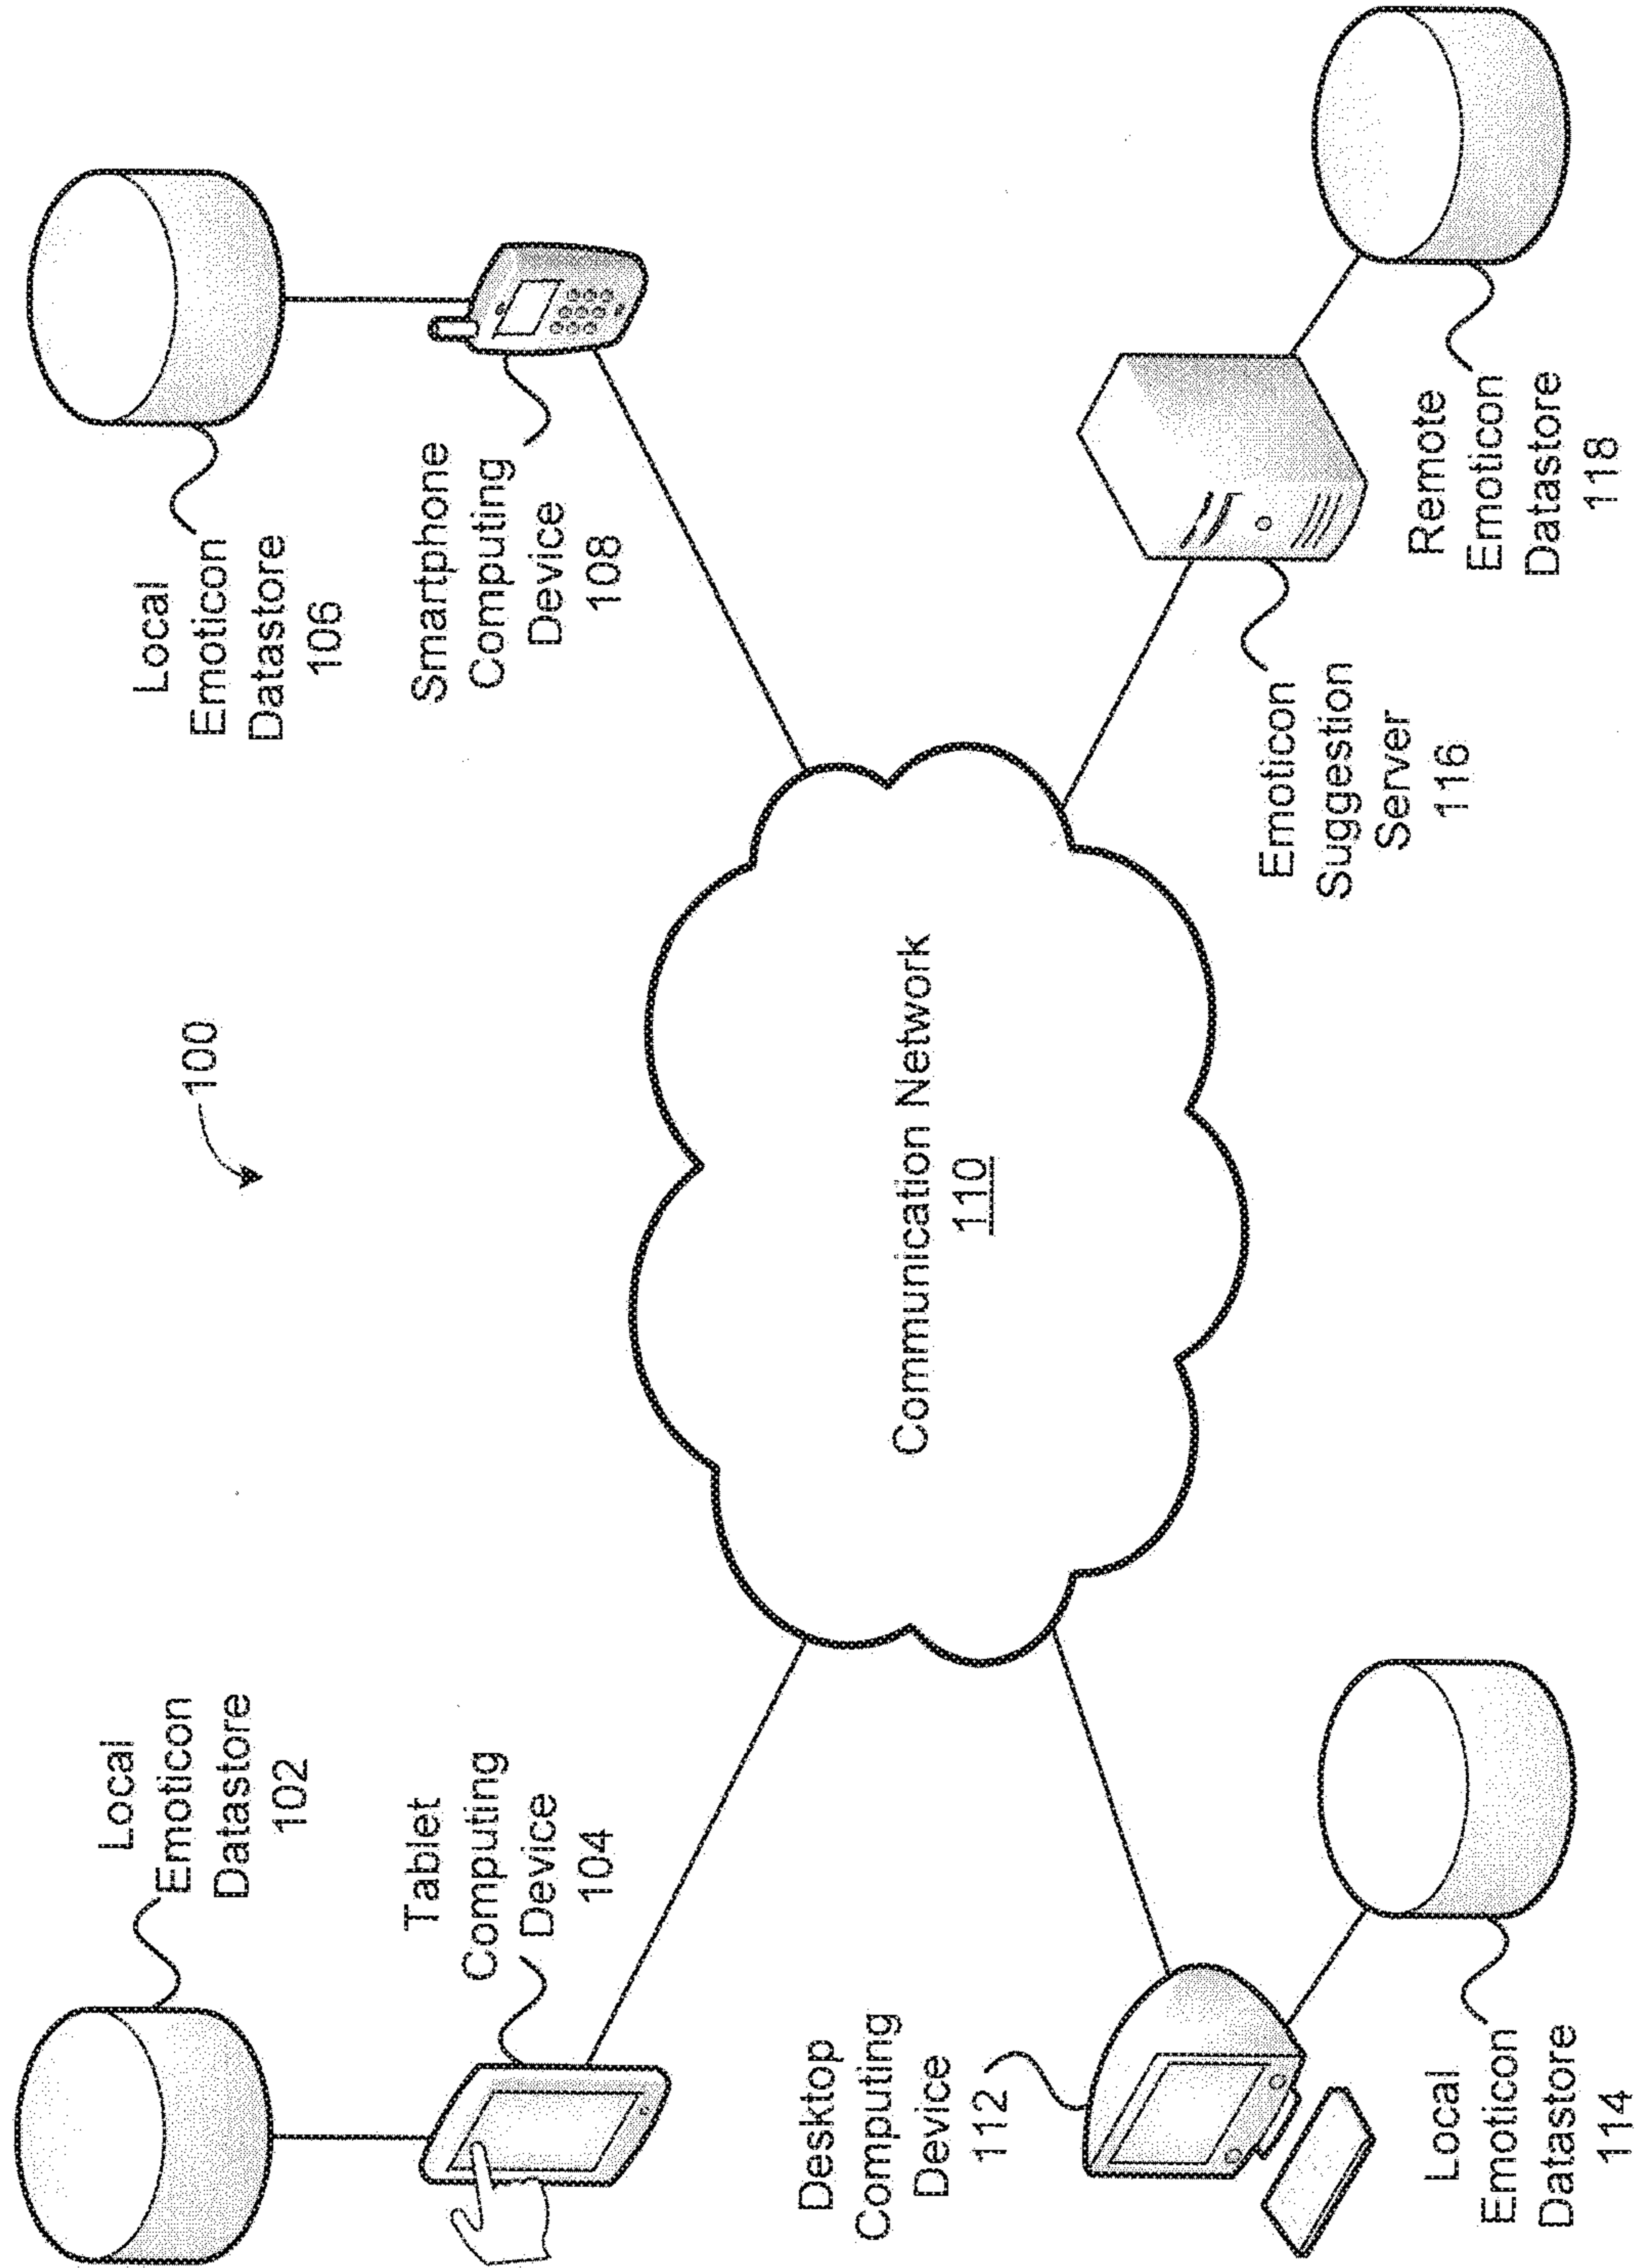 100
Local
Emoticon
Datastore
102
Tablet
Computing
Device
104
Local
Emoticon
Datastore
106
Smartphone
Computing
Device
108
Communication Network
110
Desktop
Computing
Device
112
Local
Emoticon
Datastore
114
Emoticon
Suggestion
Server
116
Remote
Emoticon
Datastore
118